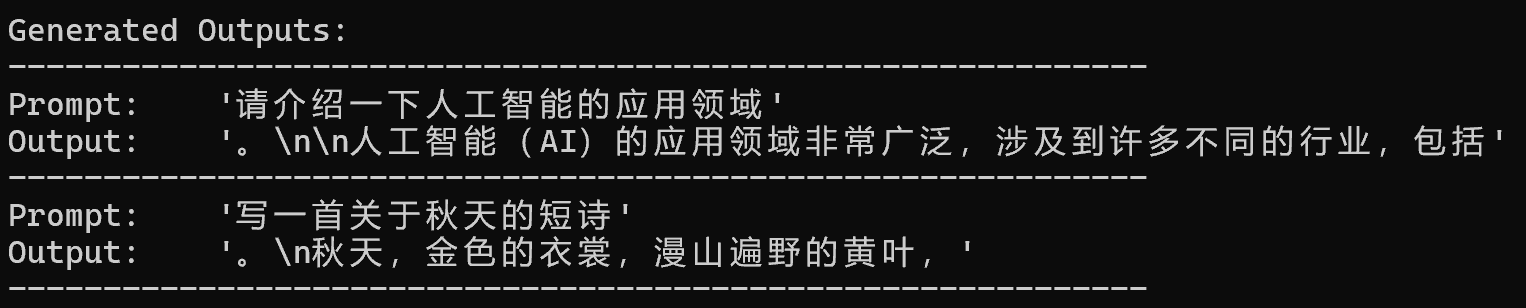 Generated Outputs:
------------------------------------------------------------
Prompt:    '请介绍一下人工智能的应用领域'
Output:    '。\n\n人工智能（AI）的应用领域非常广泛，涉及到许多不同的行业，包括'
------------------------------------------------------------
Prompt:    '写一首关于秋天的短诗'
Output:    '。\n秋天，金色的衣裳，漫山遍野的黄叶，'
------------------------------------------------------------